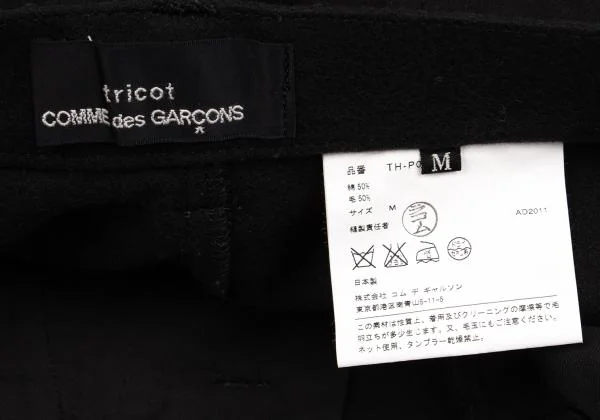 tricot
COMME des GARÇONS
M
品番 TH-P0
綿 50%
毛 50%
サイズ M
コム
AD2011
縫製責任者
日本製
株式会社 コム デ ギャルソン
東京都港区南青山5-11-5
この素材は性質上、着用及びクリーニングの摩擦等で毛
羽立ちが多少生じます。又、毛玉にもご注意ください。
ネット使用、タンブラー乾燥禁止!